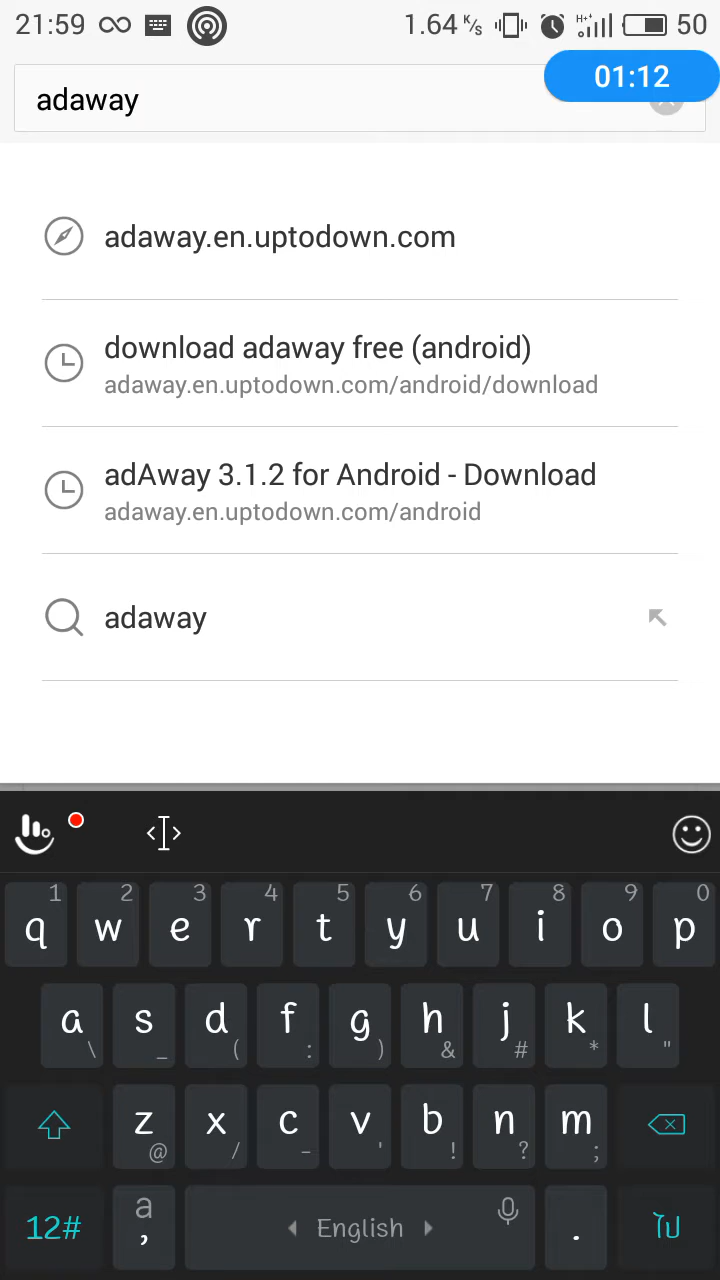 21:59 1.64 K/s H+ 50
01:12
adaway
adaway.en.uptodown.com
download adaway free (android)
adaway.en.uptodown.com/android/download
adAway 3.1.2 for Android - Download
adaway.en.uptodown.com/android
adaway
1 2 3 4 5 6 7 8 9 0
q w e r t y u i o p
a s d f g h j k l
\ _ ( : ) & # * "
z x c v b n m
@ / - ' ! ? ;
12# a , English . ไป